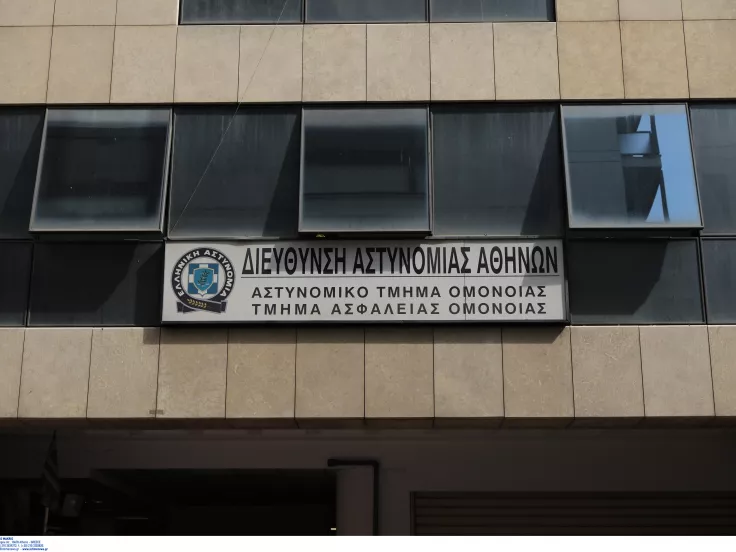 ΕΛΛΗΝΙΚΗ ΑΣΤΥΝΟΜΙΑ
ΔΙΕΥΘΥΝΣΗ ΑΣΤΥΝΟΜΙΑΣ ΑΘΗΝΩΝ
ΑΣΤΥΝΟΜΙΚΟ ΤΜΗΜΑ ΟΜΟΝΟΙΑΣ
ΤΜΗΜΑ ΑΣΦΑΛΕΙΑΣ ΟΜΟΝΟΙΑΣ